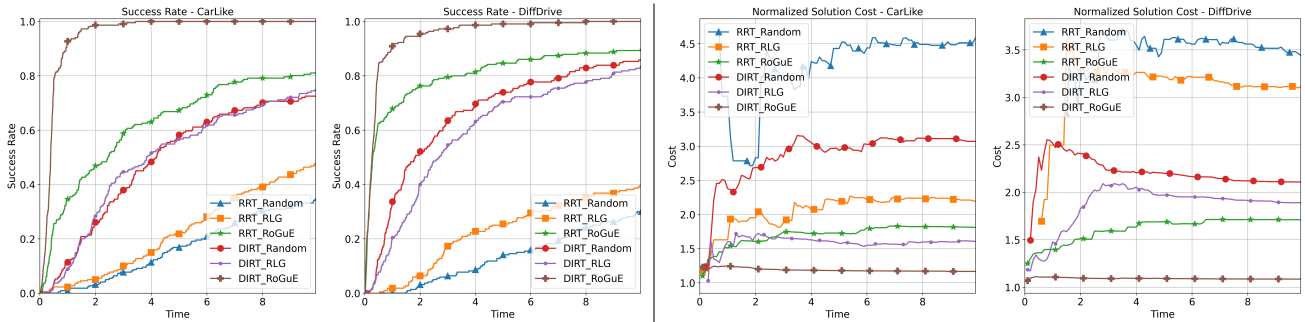 Success Rate - CarLike
1.0
0.8
0.6
0.4
0.2
0.0
Success Rate
0
2
4
6
8
Time
RRT_Random
RRT_RLG
RRT_RoGuE
DIRT_Random
DIRT_RLG
DIRT_RoGuE
Success Rate - DiffDrive
1.0
0.8
0.6
0.4
0.2
0.0
Success Rate
0
2
4
6
8
Time
RRT_Random
RRT_RLG
RRT_RoGuE
DIRT_Random
DIRT_RLG
DIRT_RoGuE
Normalized Solution Cost - CarLike
4.5
4.0
3.5
3.0
2.5
2.0
1.5
1.0
Cost
0
2
4
6
8
Time
RRT_Random
RRT_RLG
RRT_RoGuE
DIRT_Random
DIRT_RLG
DIRT_RoGuE
Normalized Solution Cost - DiffDrive
3.5
3.0
2.5
2.0
1.5
1.0
Cost
0
2
4
6
8
Time
RRT_Random
RRT_RLG
RRT_RoGuE
DIRT_Random
DIRT_RLG
DIRT_RoGuE